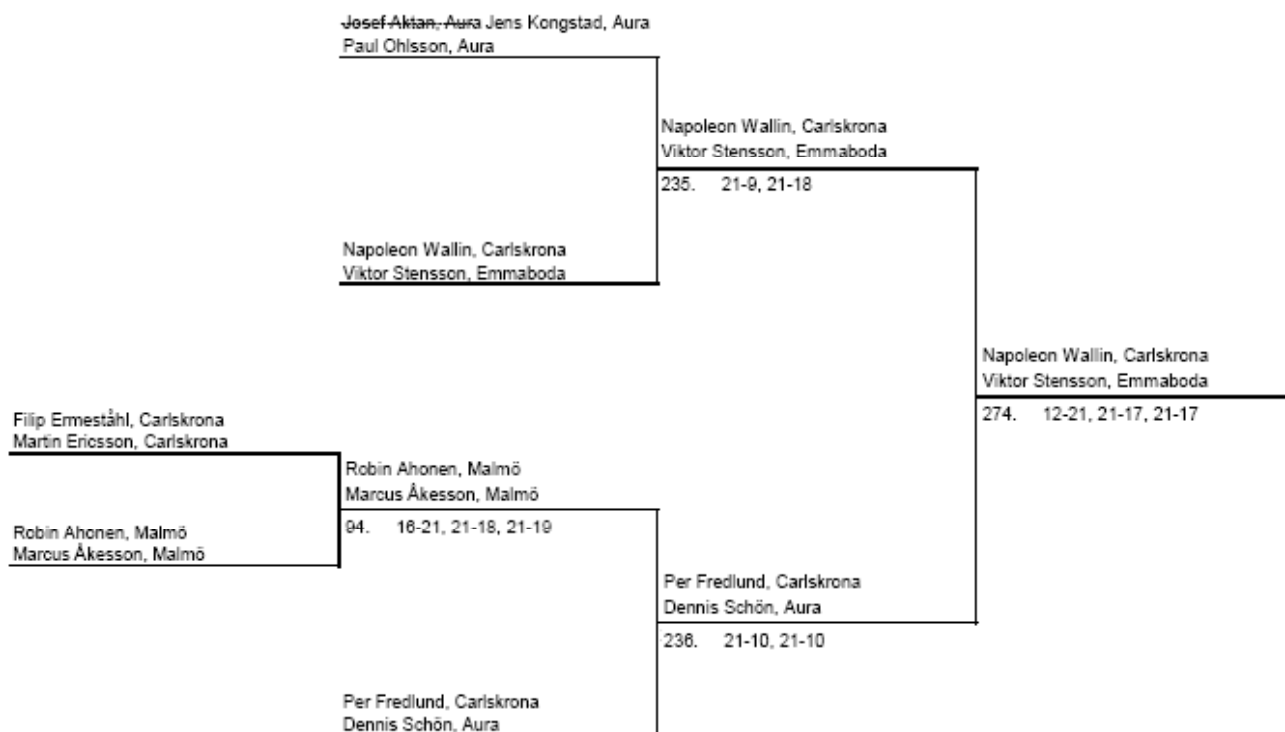 Josef Aktan, Aura Jens Kongstad, Aura
Paul Ohlsson, Aura
Napoleon Wallin, Carlskrona
Viktor Stensson, Emmaboda
235. 21-9, 21-18
Napoleon Wallin, Carlskrona
Viktor Stensson, Emmaboda
Napoleon Wallin, Carlskrona
Viktor Stensson, Emmaboda
274. 12-21, 21-17, 21-17
Filip Ermeståhl, Carlskrona
Martin Ericsson, Carlskrona
Robin Ahonen, Malmö
Marcus Åkesson, Malmö
94. 16-21, 21-18, 21-19
Robin Ahonen, Malmö
Marcus Åkesson, Malmö
Per Fredlund, Carlskrona
Dennis Schön, Aura
236. 21-10, 21-10
Per Fredlund, Carlskrona
Dennis Schön, Aura